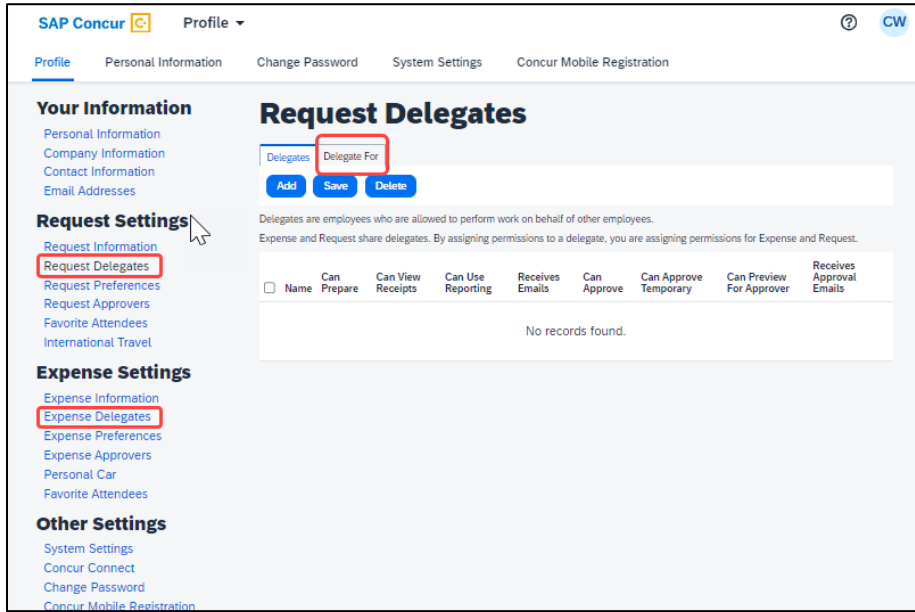 SAP Concur C Profile
CW
Profile Personal Information Change Password System Settings Concur Mobile Registration
Your Information
Personal Information
Company Information
Contact Information
Email Addresses
Request Settings
Request Information
Request Delegates
Request Preferences
Request Approvers
Favorite Attendees
International Travel
Expense Settings
Expense Information
Expense Delegates
Expense Preferences
Expense Approvers
Personal Car
Favorite Attendees
Other Settings
System Settings
Concur Connect
Change Password
Concur Mobile Registration
Request Delegates
Delegates Delegate For
Add Save Delete
Delegates are employees who are allowed to perform work on behalf of other employees.
Expense and Request share delegates. By assigning permissions to a delegate, you are assigning permissions for Expense and Request.
Name Can Prepare Can View Receipts Can Use Reporting Receives Emails Can Approve Can Approve Temporary Can Preview For Approver Receives Approval Emails
No records found.